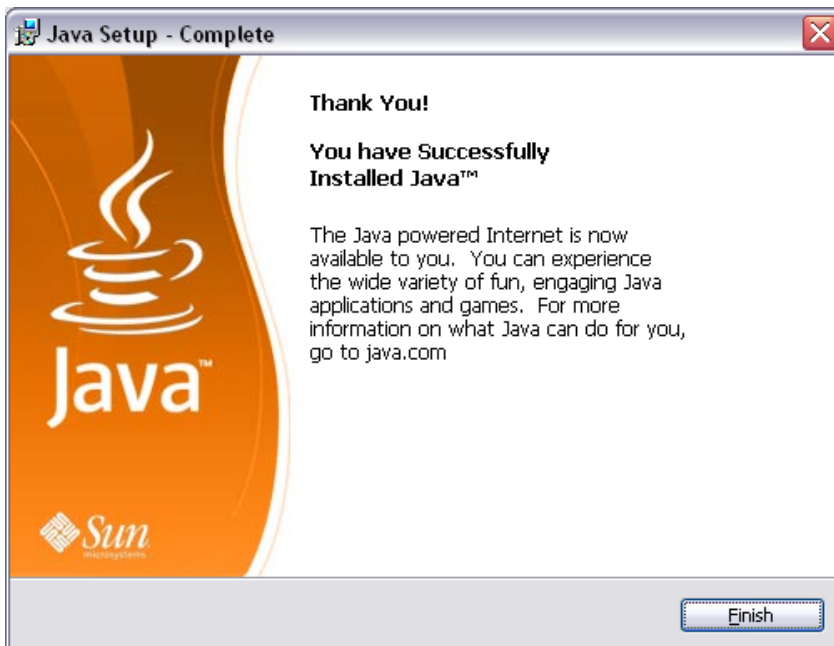 Java Setup - Complete
Thank You!
You have Successfully
Installed Java™
The Java powered Internet is now
available to you.  You can experience
the wide variety of fun, engaging Java
applications and games.  For more
information on what Java can do for you,
go to java.com
Java™
Sun
microsystems
Finish